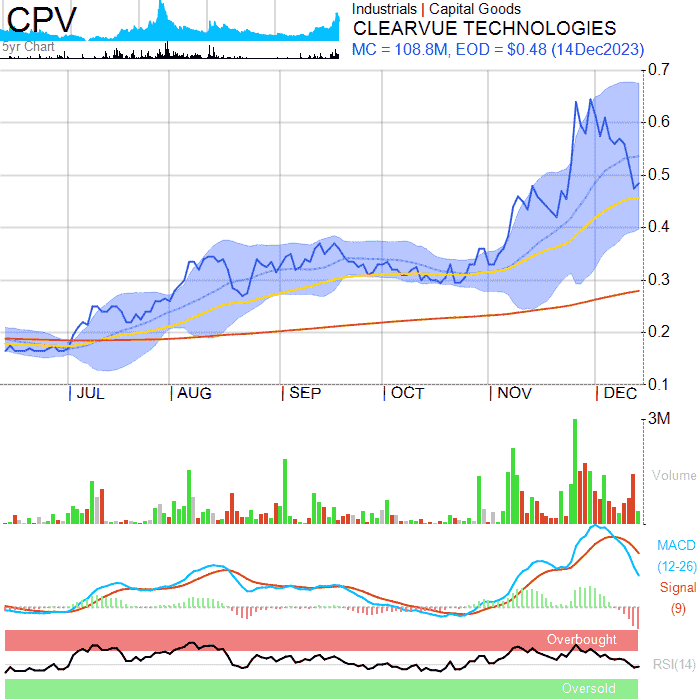 CPV
5yr Chart
Industrials | Capital Goods
CLEARVUE TECHNOLOGIES
MC = 108.8M, EOD = $0.48 (14Dec2023)
0.7
0.6
0.5
0.4
0.3
0.2
0.1
JUL AUG SEP OCT NOV DEC
3M
Volume
MACD
(12-26)
Signal
(9)
Overbought
RSI(14)
Oversold